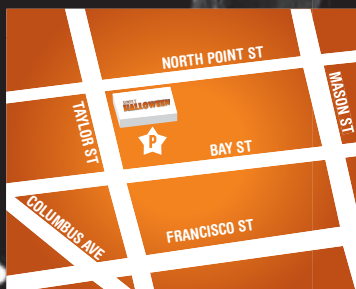 NORTH POINT ST
MASON ST
HALLOWEEN
TAYLOR ST
P
BAY ST
COLUMBUS AVE
FRANCISCO ST